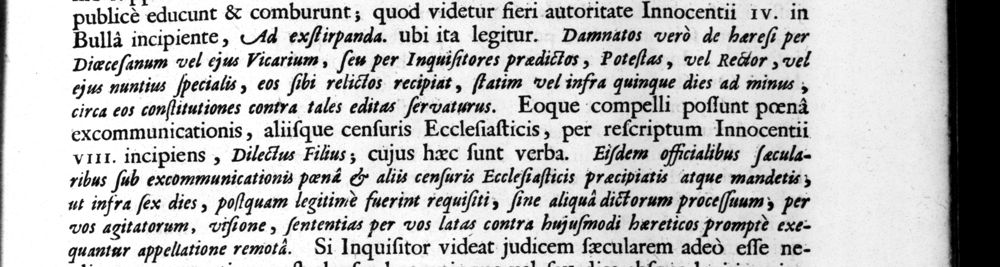 publicè educunt & comburunt; quod videtur fieri autoritate Innocentii IV. in
Bullâ incipiente, Ad exſtirpanda. ubi ita legitur. Damnatos verò de hæreſi per
Diœceſanum vel ejus Vicarium, ſeu per Inquiſitores prædictos, Poteſtas, vel Rector, vel
ejus nuntius ſpecialis, eos ſibi relictos recipiat, ſtatim vel infra quinque dies ad minus,
circa eos conſtitutiones contra tales editas ſervaturus. Eoque compelli poſſunt pœnâ
excommunicationis, aliiſque cenſuris Eccleſiaſticis, per reſcriptum Innocentii
VIII. incipiens, Dilectus Filius; cujus hæc ſunt verba. Eiſdem officialibus ſæcula-
ribus ſub excommunicationis pœnâ & aliis cenſuris Eccleſiaſticis præcipiatis atque mandetis,
ut infra ſex dies, poſtquam legitimè fuerint requiſiti, ſine aliquâ dictorum proceſſuum, per
vos agitatorum, viſione, ſententias per vos latas contra hujuſmodi hæreticos promptè exe-
quantur appellatione remotâ. Si Inquiſitor videat judicem ſæcularem adeò eſſe ne-